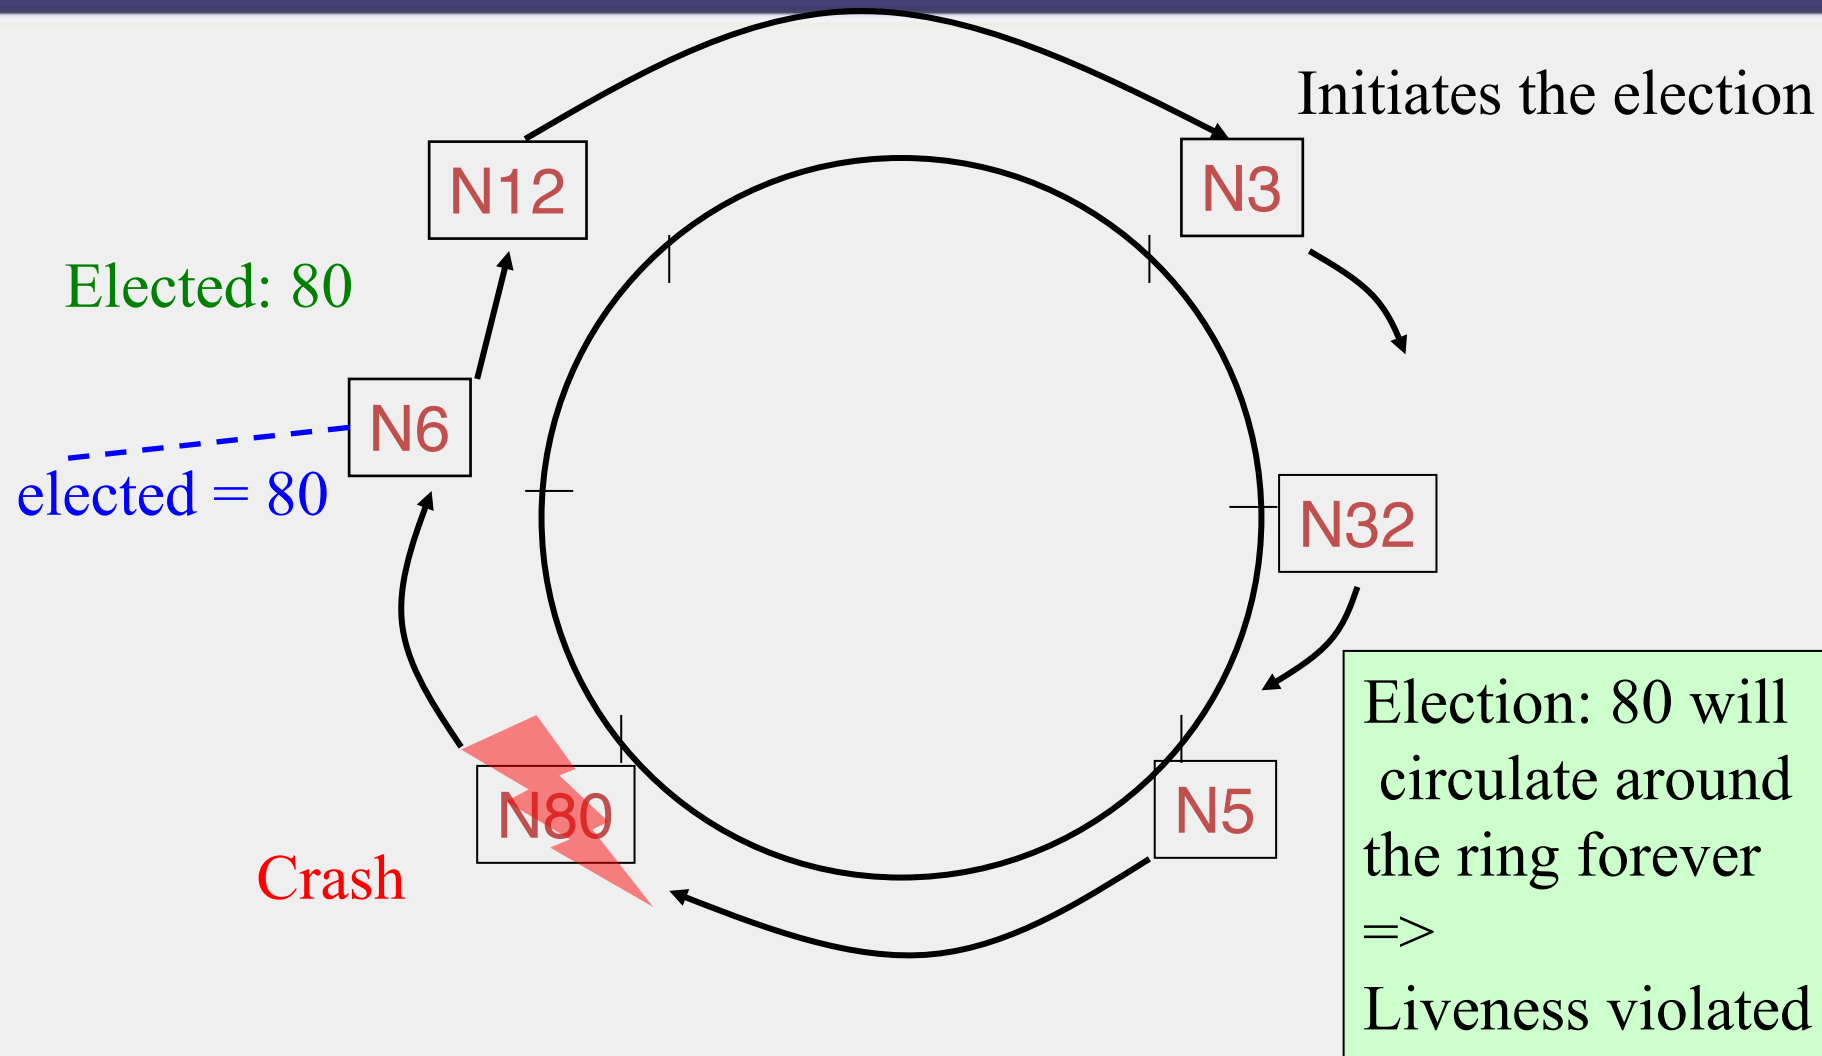 Initiates the election
N12
N3
Elected: 80
N6
elected = 80
N32
N80
N5
Crash
Election: 80 will
circulate around
the ring forever
=>
Liveness violated